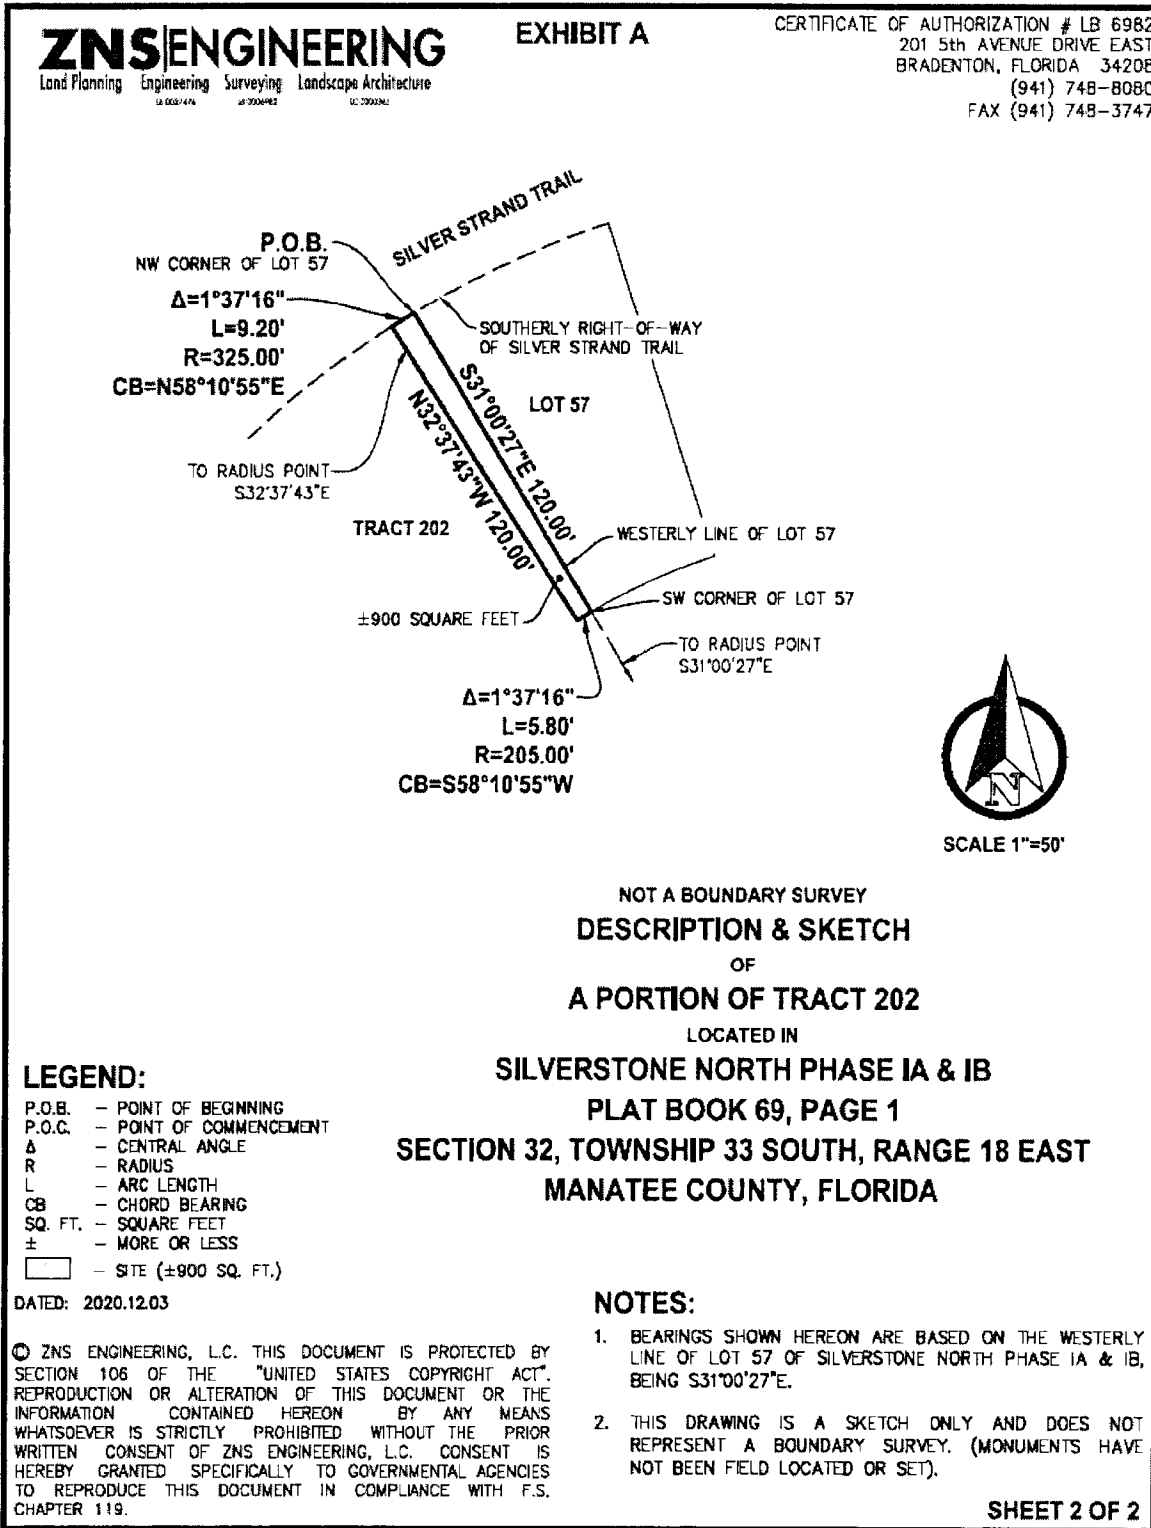 ZNS ENGINEERING
Land Planning Engineering Surveying Landscape Architecture
EXHIBIT A
CERTIFICATE OF AUTHORIZATION # LB 6982
201 5th AVENUE DRIVE EAST
BRADENTON, FLORIDA 34208
(941) 748-8080
FAX (941) 748-3747
SILVER STRAND TRAIL
P.O.B.
NW CORNER OF LOT 57
Δ=1°37'16"
L=9.20'
R=325.00'
CB=N58°10'55"E
SOUTHERLY RIGHT-OF-WAY
OF SILVER STRAND TRAIL
S31°00'27"E 120.00'
LOT 57
N32°37'43"W 120.00'
TO RADIUS POINT
S32°37'43"E
TRACT 202
WESTERLY LINE OF LOT 57
SW CORNER OF LOT 57
±900 SQUARE FEET
TO RADIUS POINT
S31°00'27"E
Δ=1°37'16"
L=5.80'
R=205.00'
CB=S58°10'55"W
N
SCALE 1"=50'
NOT A BOUNDARY SURVEY
DESCRIPTION & SKETCH
OF
A PORTION OF TRACT 202
LOCATED IN
SILVERSTONE NORTH PHASE IA & IB
PLAT BOOK 69, PAGE 1
SECTION 32, TOWNSHIP 33 SOUTH, RANGE 18 EAST
MANATEE COUNTY, FLORIDA
LEGEND:
P.O.B. – POINT OF BEGINNING
P.O.C. – POINT OF COMMENCEMENT
Δ – CENTRAL ANGLE
R – RADIUS
L – ARC LENGTH
CB – CHORD BEARING
SQ. FT. – SQUARE FEET
± – MORE OR LESS
– SITE (±900 SQ. FT.)
DATED: 2020.12.03
© ZNS ENGINEERING, L.C. THIS DOCUMENT IS PROTECTED BY
SECTION 106 OF THE "UNITED STATES COPYRIGHT ACT".
REPRODUCTION OR ALTERATION OF THIS DOCUMENT OR THE
INFORMATION CONTAINED HEREON BY ANY MEANS
WHATSOEVER IS STRICTLY PROHIBITED WITHOUT THE PRIOR
WRITTEN CONSENT OF ZNS ENGINEERING, L.C. CONSENT IS
HEREBY GRANTED SPECIFICALLY TO GOVERNMENTAL AGENCIES
TO REPRODUCE THIS DOCUMENT IN COMPLIANCE WITH F.S.
CHAPTER 119.
NOTES:
1. BEARINGS SHOWN HEREON ARE BASED ON THE WESTERLY
LINE OF LOT 57 OF SILVERSTONE NORTH PHASE IA & IB,
BEING S31°00'27"E.
2. THIS DRAWING IS A SKETCH ONLY AND DOES NOT
REPRESENT A BOUNDARY SURVEY. (MONUMENTS HAVE
NOT BEEN FIELD LOCATED OR SET).
SHEET 2 OF 2